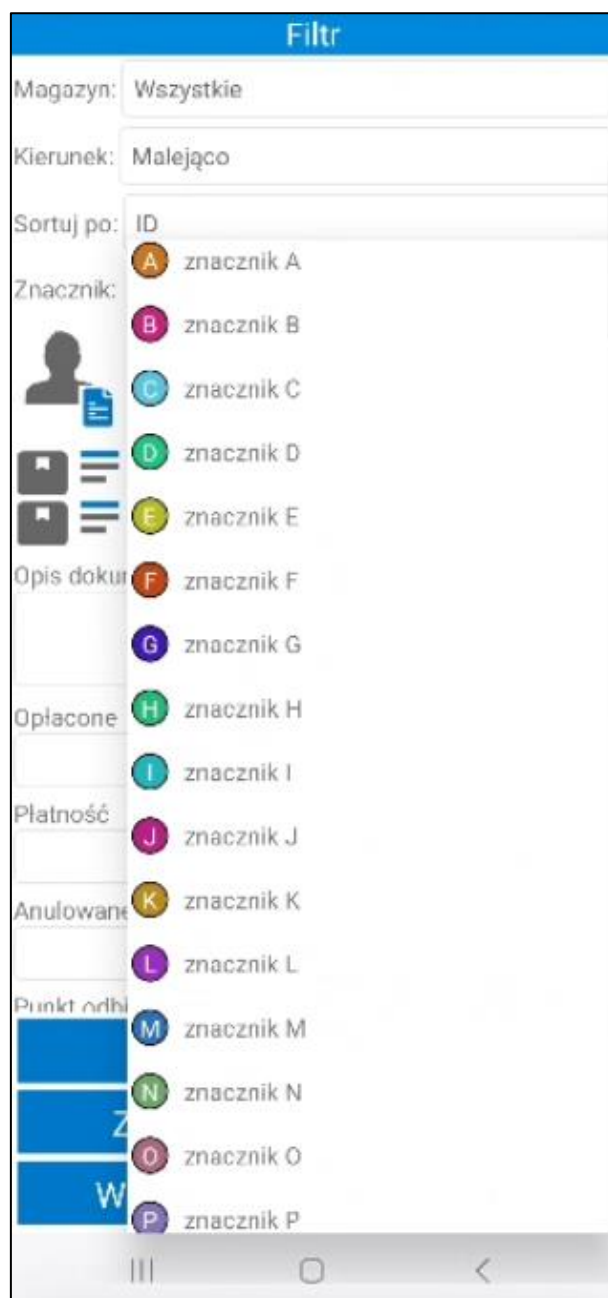 Filtr
Magazyn: Wszystkie
Kierunek: Malejąco
Sortuj po: ID
Znacznik:
A znacznik A
B znacznik B
C znacznik C
D znacznik D
E znacznik E
F znacznik F
G znacznik G
H znacznik H
I znacznik I
J znacznik J
K znacznik K
L znacznik L
M znacznik M
N znacznik N
O znacznik O
P znacznik P
Opis dokum
Opłacone
Płatność
Anulowane
Punkt odbi
Z
W